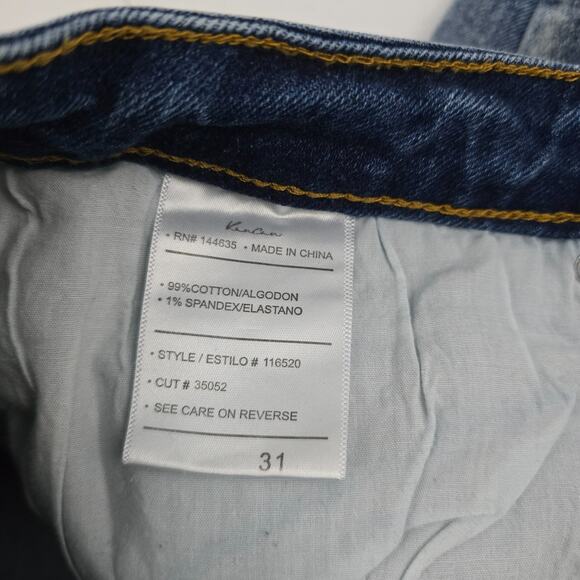 KanCan
• RN# 144635 • MADE IN CHINA
• 99%COTTON/ALGODON
• 1% SPANDEX/ELASTANO
• STYLE / ESTILO # 116520
• CUT # 35052
• SEE CARE ON REVERSE
31